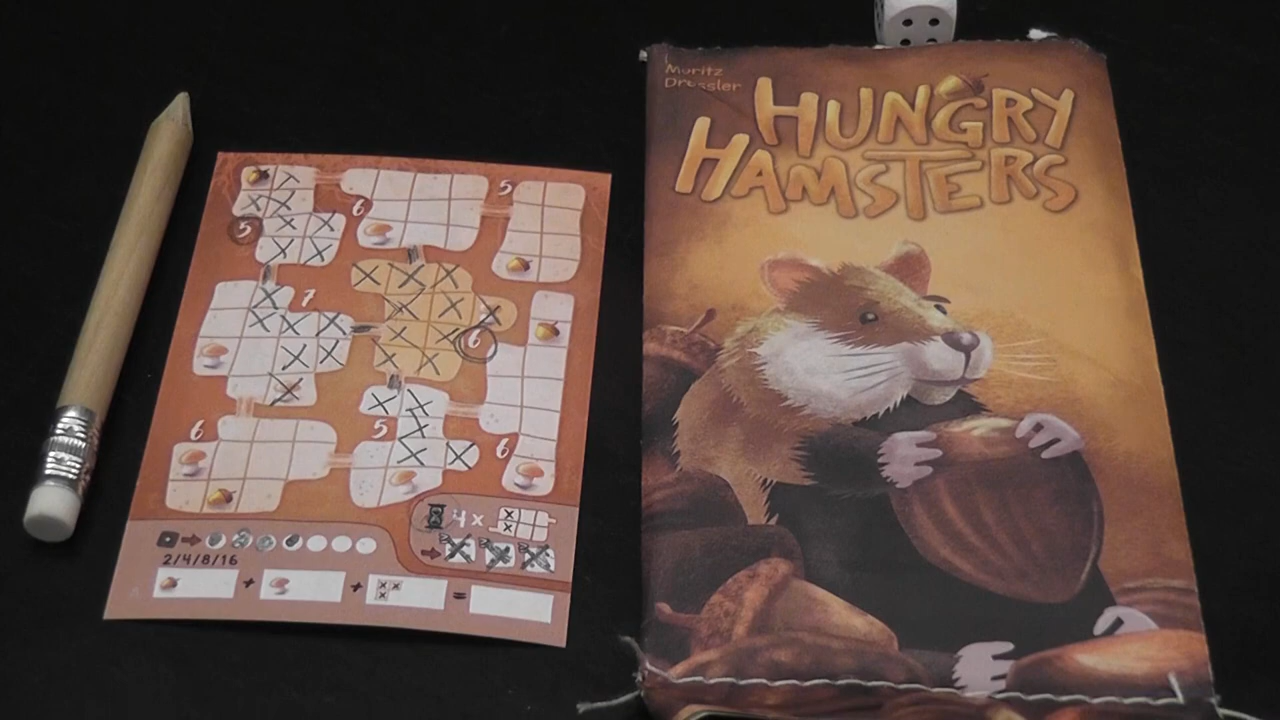 Moritz
Dressler
HUNGRY
HAMSTERS
5
6
5
7
6
5
6
6
4x
2/4/8/16
+ + =